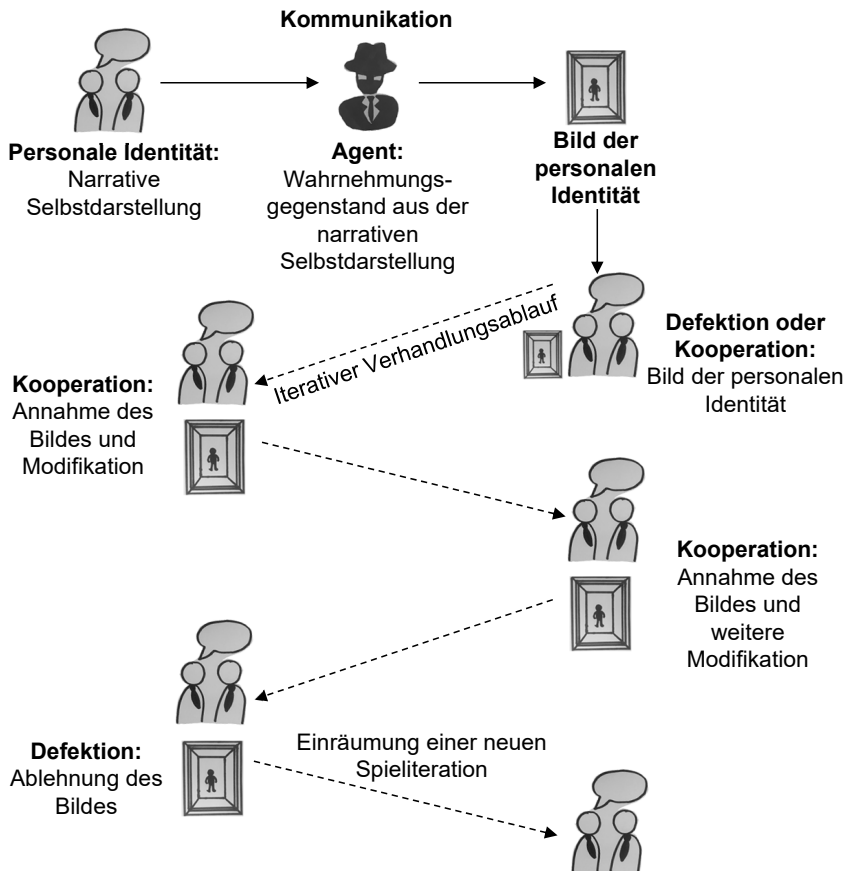 Kommunikation
Personale Identität:
Narrative
Selbstdarstellung
Agent:
Wahrnehmungs-
gegenstand aus der
narrativen
Selbstdarstellung
Bild der
personalen
Identität
Defektion oder
Kooperation:
Bild der personalen
Identität
Iterativer Verhandlungsablauf
Kooperation:
Annahme des
Bildes und
Modifikation
Kooperation:
Annahme des
Bildes und
weitere
Modifikation
Defektion:
Ablehnung des
Bildes
Einräumung einer neuen
Spieliteration